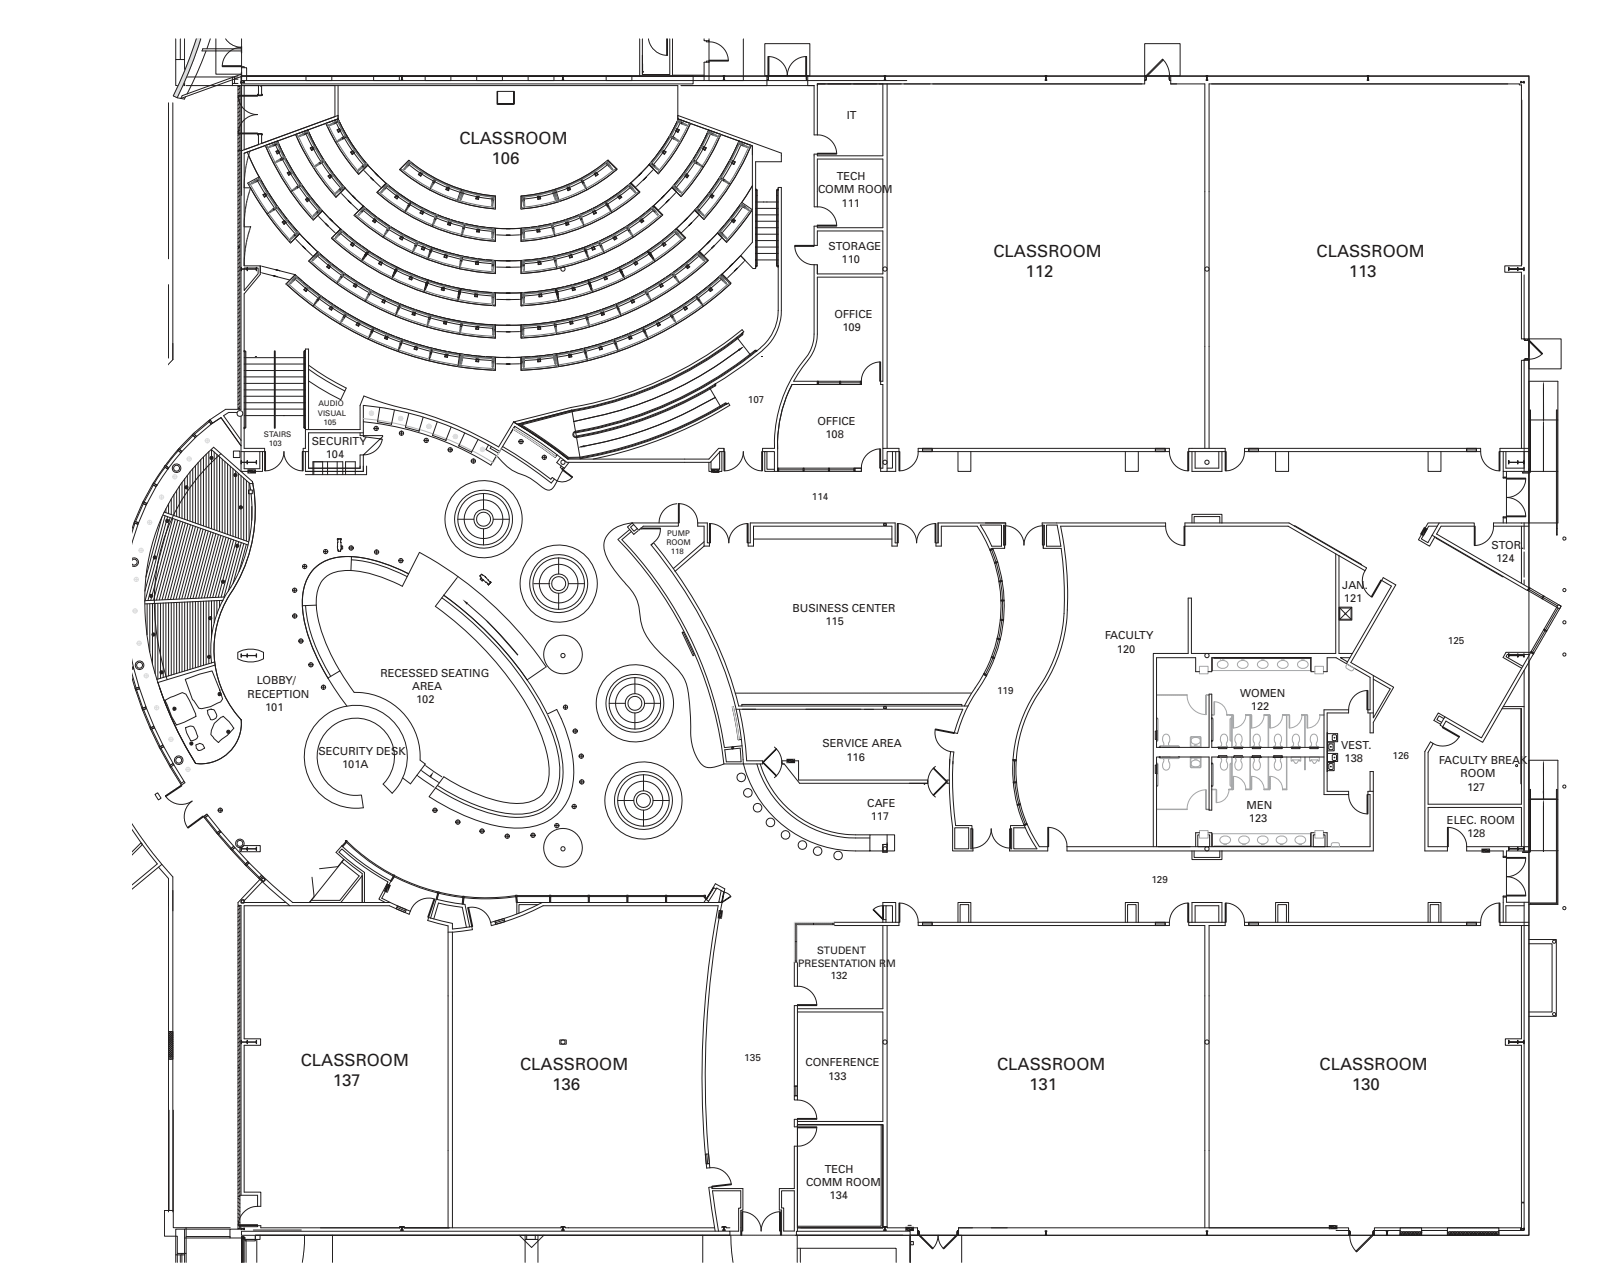 IT
CLASSROOM
106
TECH
COMM ROOM
111
STORAGE
110
CLASSROOM
112
CLASSROOM
113
OFFICE
109
107
AUDIO
VISUAL
105
STAIRS
103
SECURITY
104
OFFICE
108
114
PUMP
ROOM
118
STOR.
124
JAN.
121
BUSINESS CENTER
115
FACULTY
120
125
LOBBY/
RECEPTION
101
RECESSED SEATING
AREA
102
119
WOMEN
122
SECURITY DESK
101A
SERVICE AREA
116
VEST.
138
126
FACULTY BREAK
ROOM
127
CAFE
117
MEN
123
ELEC. ROOM
128
129
STUDENT
PRESENTATION RM
132
CLASSROOM
137
CLASSROOM
136
135
CONFERENCE
133
CLASSROOM
131
CLASSROOM
130
TECH
COMM ROOM
134